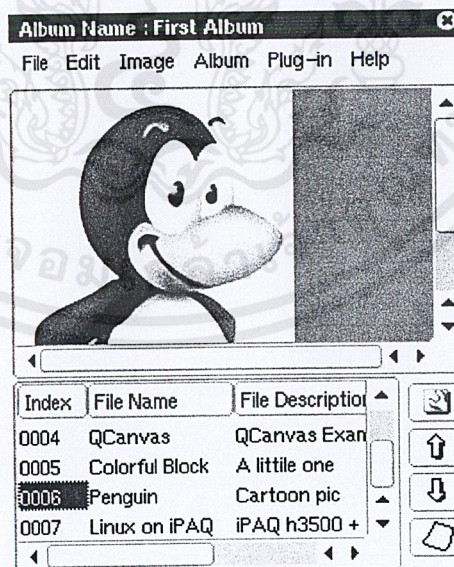 Album Name : First Album
File Edit Image Album Plug-in Help
Index File Name File Description
0004 QCanvas QCanvas Exan
0005 Colorful Block A littile one
0006 Penguin Cartoon pic
0007 Linux on iPAQ iPAQ h3500 +